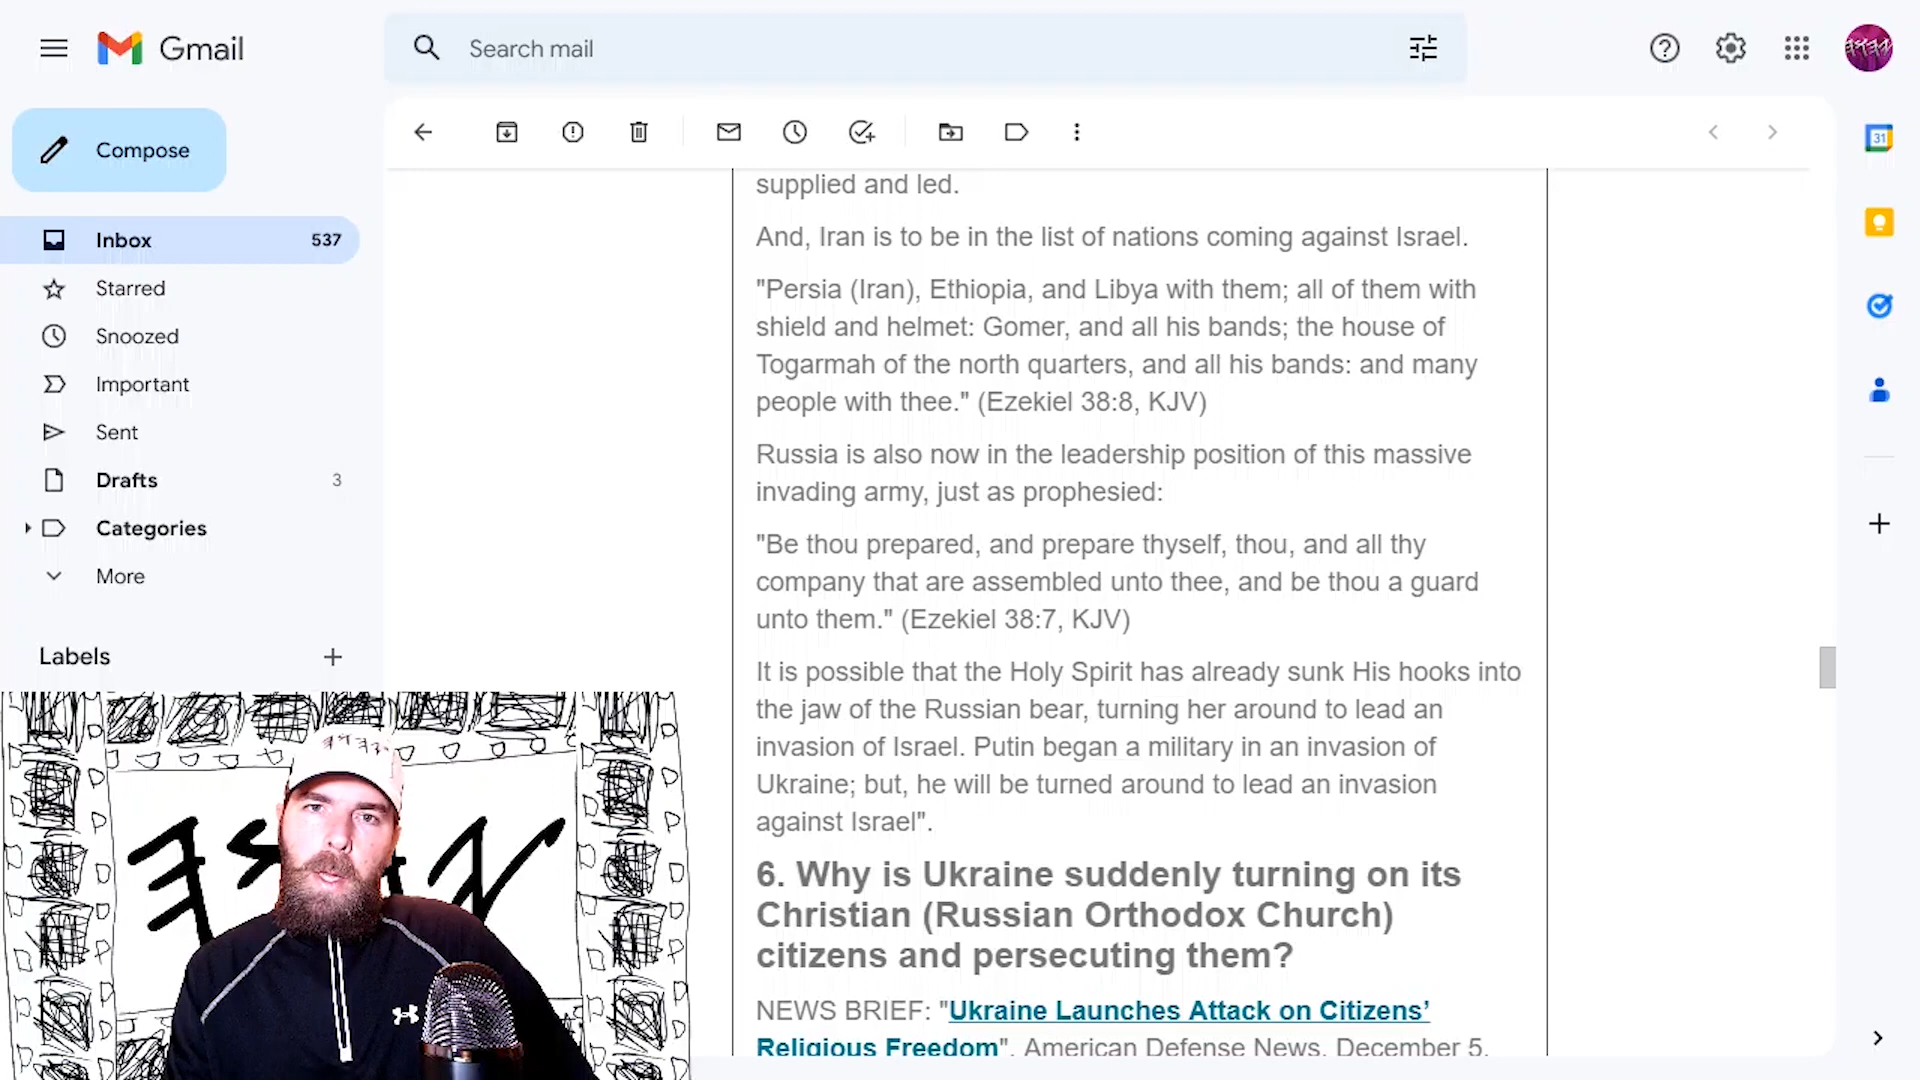 Gmail
Search mail
Compose
Inbox 537
Starred
Snoozed
Important
Sent
Drafts 3
Categories
More
Labels
31
supplied and led.
And, Iran is to be in the list of nations coming against Israel.
"Persia (Iran), Ethiopia, and Libya with them; all of them with
shield and helmet: Gomer, and all his bands; the house of
Togarmah of the north quarters, and all his bands: and many
people with thee." (Ezekiel 38:8, KJV)
Russia is also now in the leadership position of this massive
invading army, just as prophesied:
"Be thou prepared, and prepare thyself, thou, and all thy
company that are assembled unto thee, and be thou a guard
unto them." (Ezekiel 38:7, KJV)
It is possible that the Holy Spirit has already sunk His hooks into
the jaw of the Russian bear, turning her around to lead an
invasion of Israel. Putin began a military in an invasion of
Ukraine; but, he will be turned around to lead an invasion
against Israel".
6. Why is Ukraine suddenly turning on its
Christian (Russian Orthodox Church)
citizens and persecuting them?
NEWS BRIEF: "Ukraine Launches Attack on Citizens’
Religious Freedom", American Defense News, December 5,